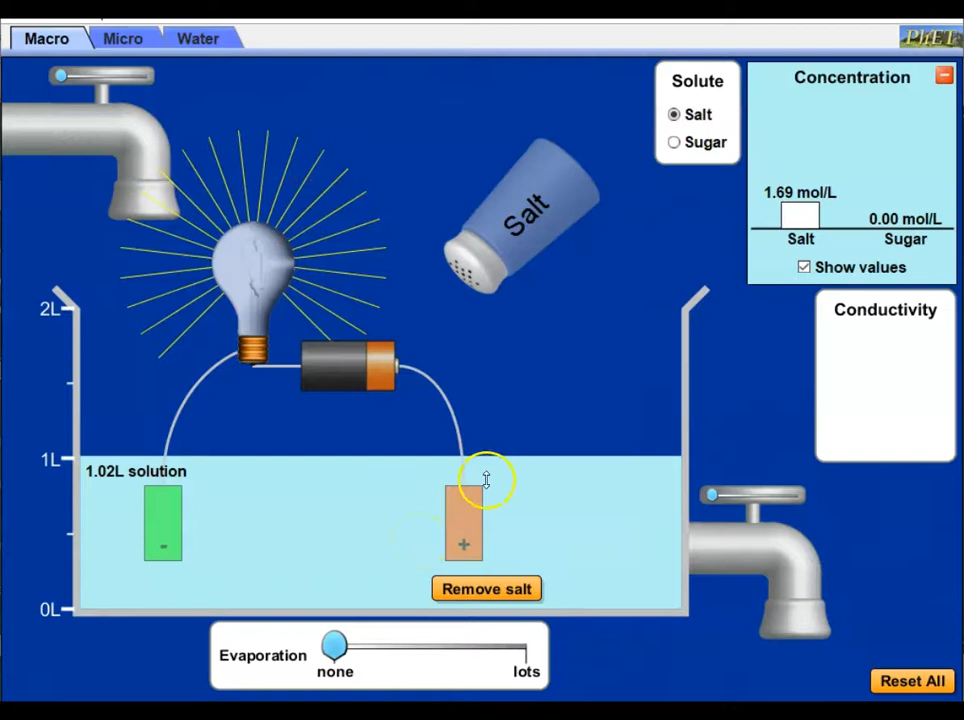 Macro
Micro
Water
PhET
Solute
Salt
Sugar
Concentration
1.69 mol/L
0.00 mol/L
Salt
Sugar
Show values
Salt
Conductivity
2L
1L
1.02L solution
-
+
Remove salt
0L
Evaporation
none
lots
Reset All